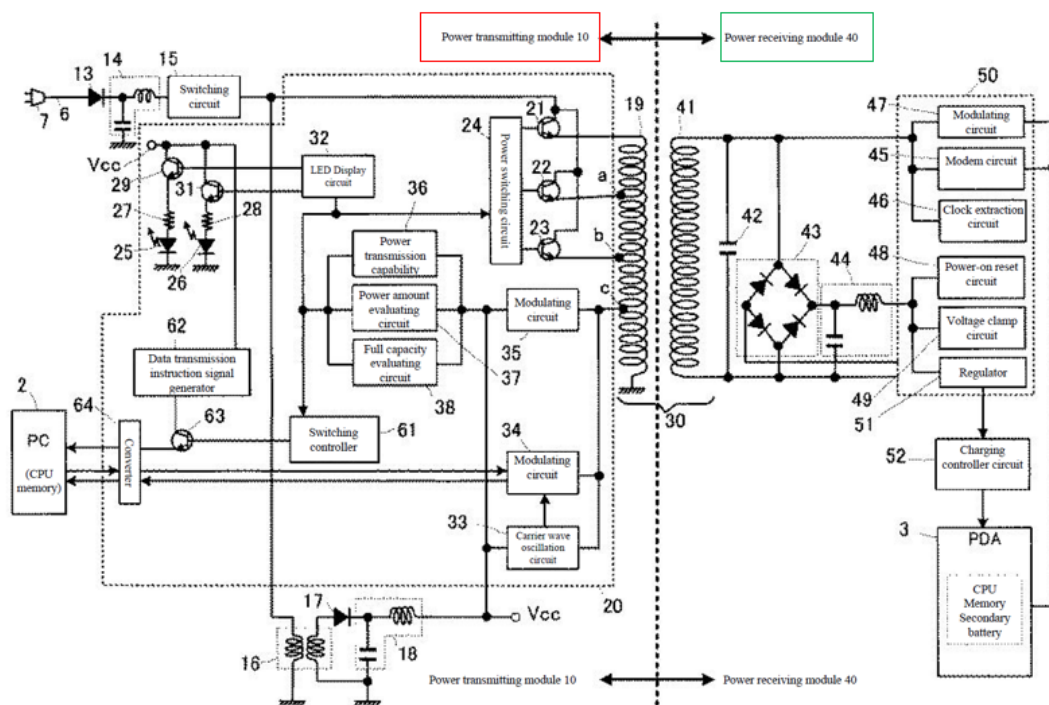 Power transmitting module 10
Power receiving module 40
13
14
15
Switching
circuit
7
6
Vcc
29
31
27
28
25
26
32
LED Display
circuit
24
Power switching circuit
21
22
23
19
a
b
c
41
30
36
Power
transmission
capability
Power amount
evaluating
circuit
37
Full capacity
evaluating
circuit
38
Modulating
circuit
35
62
Data transmission
instruction signal
generator
2
PC
(CPU
memory)
64
Converter
63
Switching
controller
61
34
Modulating
circuit
33
Carrier wave
oscillation
circuit
20
16
17
18
Vcc
42
43
44
50
47
Modulating
circuit
45
Modem circuit
46
Clock extraction
circuit
48
Power-on reset
circuit
Voltage clamp
circuit
49
Regulator
51
52
Charging
controller circuit
3
PDA
CPU
Memory
Secondary
battery
Power transmitting module 10
Power receiving module 40